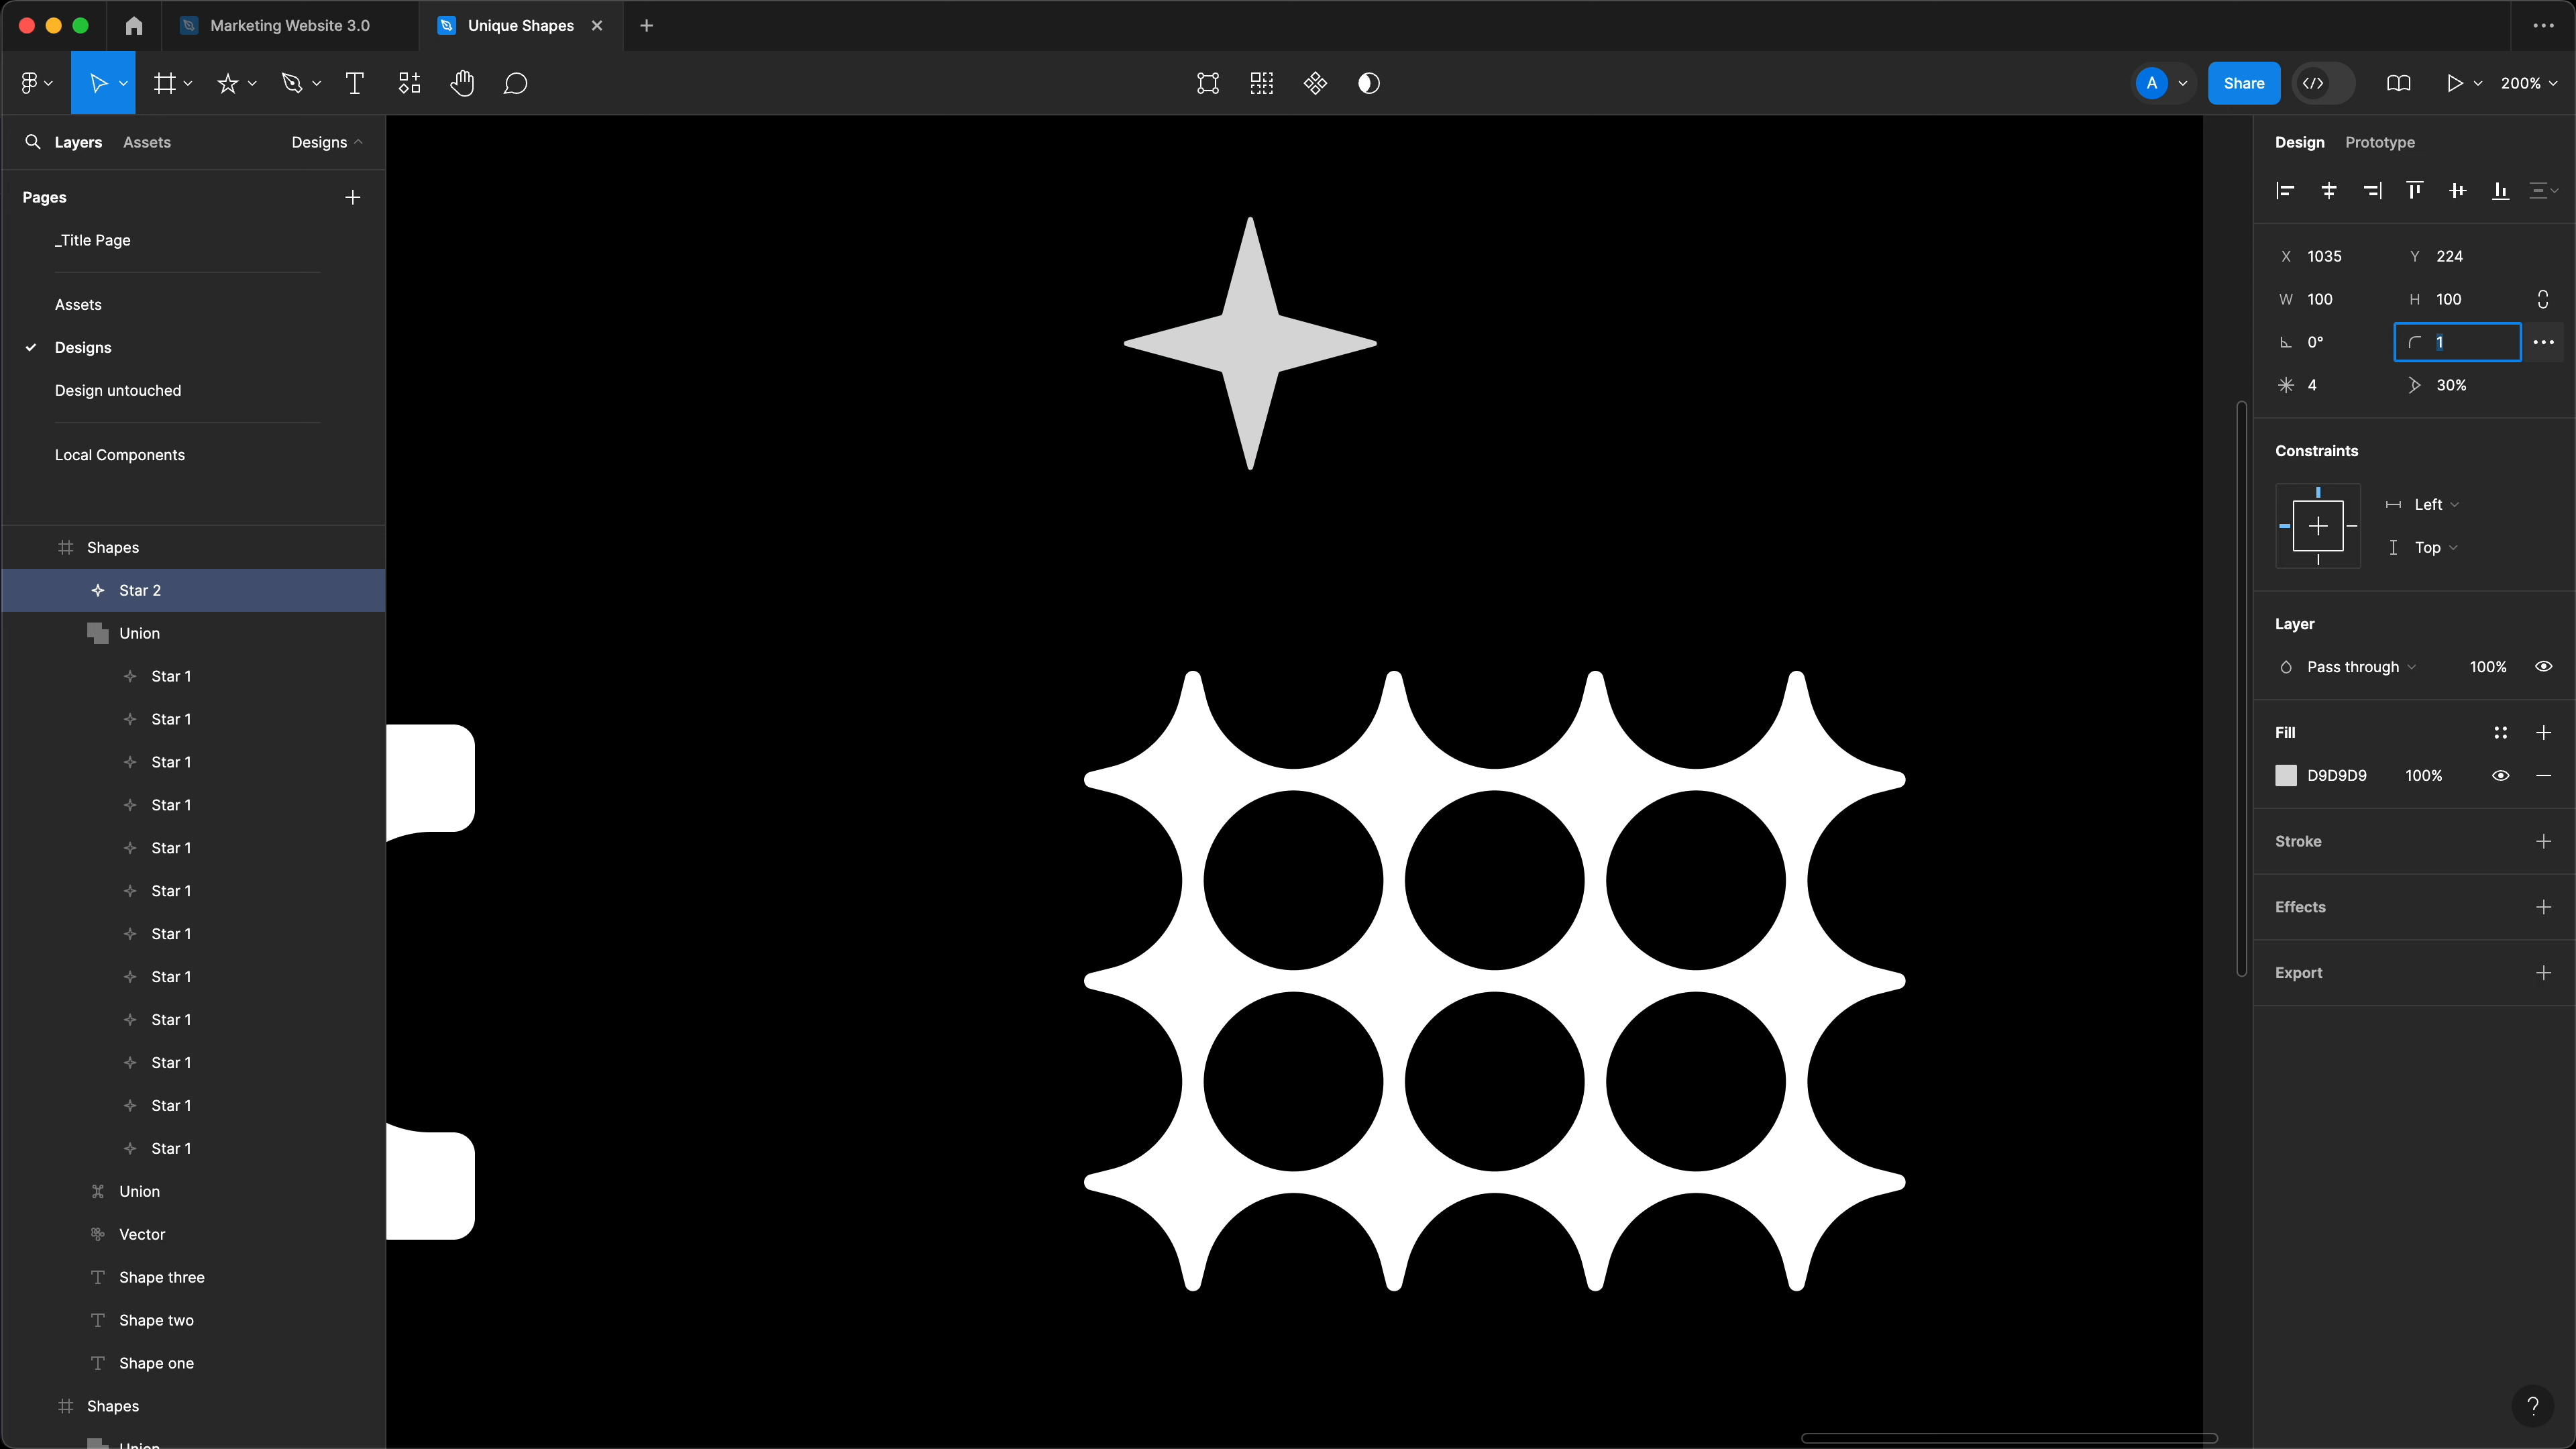 Marketing Website 3.0
Unique Shapes
A
Share
200%
Layers
Assets
Designs
Pages
_Title Page
Assets
Designs
Design untouched
Local Components
Shapes
Star 2
Union
Star 1
Star 1
Star 1
Star 1
Star 1
Star 1
Star 1
Star 1
Star 1
Star 1
Star 1
Star 1
Union
Vector
Shape three
Shape two
Shape one
Shapes
Union
Design
Prototype
X 1035
Y 224
W 100
H 100
0°
1
4
30%
Constraints
Left
Top
Layer
Pass through
100%
Fill
D9D9D9
100%
Stroke
Effects
Export
?